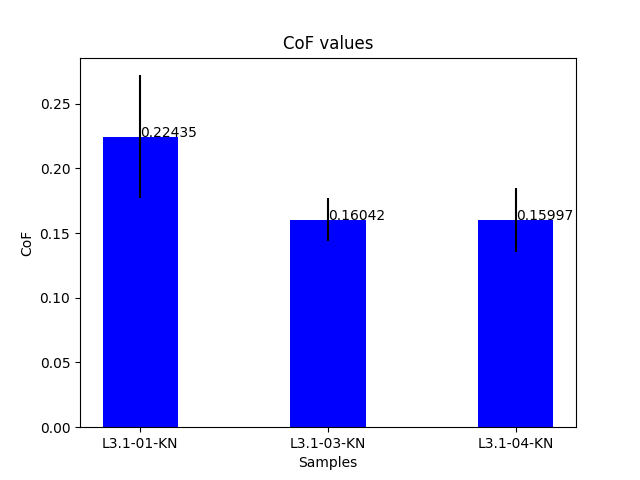 CoF values
0.25
0.20
0.15
0.10
0.05
0.00
CoF
0.22435
0.16042
0.15997
L3.1-01-KN
L3.1-03-KN
L3.1-04-KN
Samples